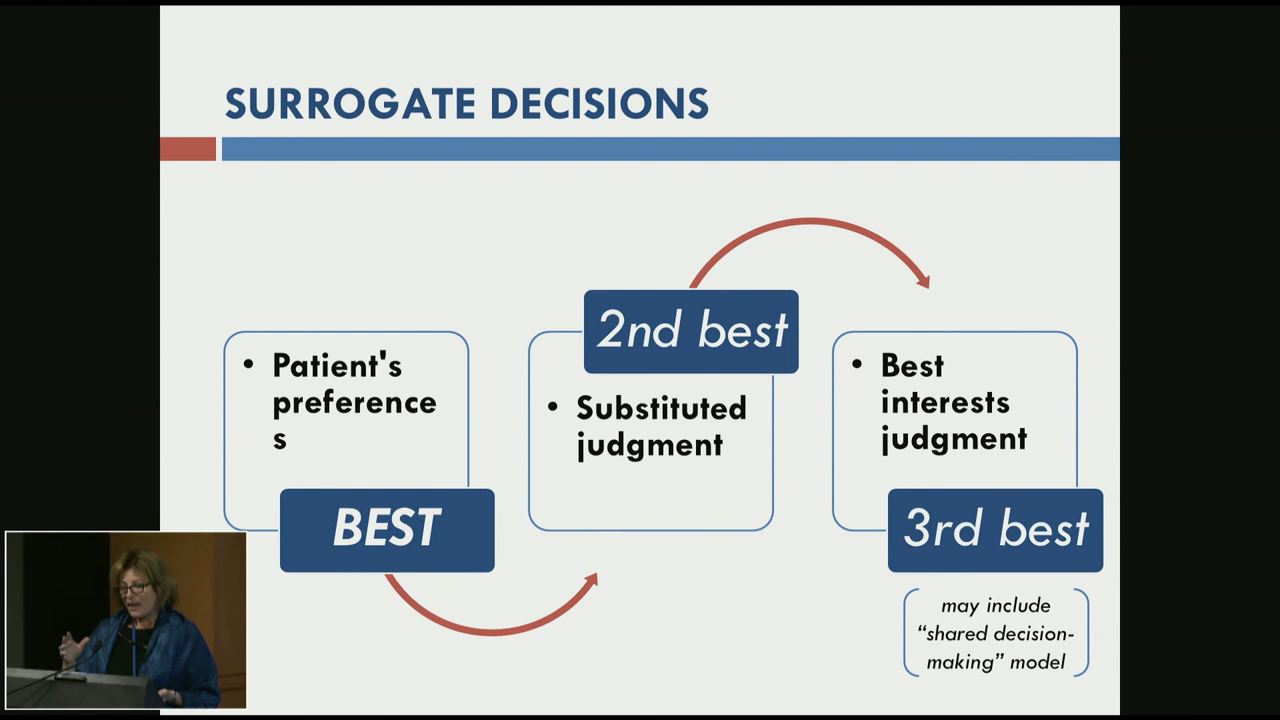 SURROGATE DECISIONS
• Patient's
preference
s
BEST
2nd best
• Substituted
judgment
• Best
interests
judgment
3rd best
may include
“shared decision-
making” model